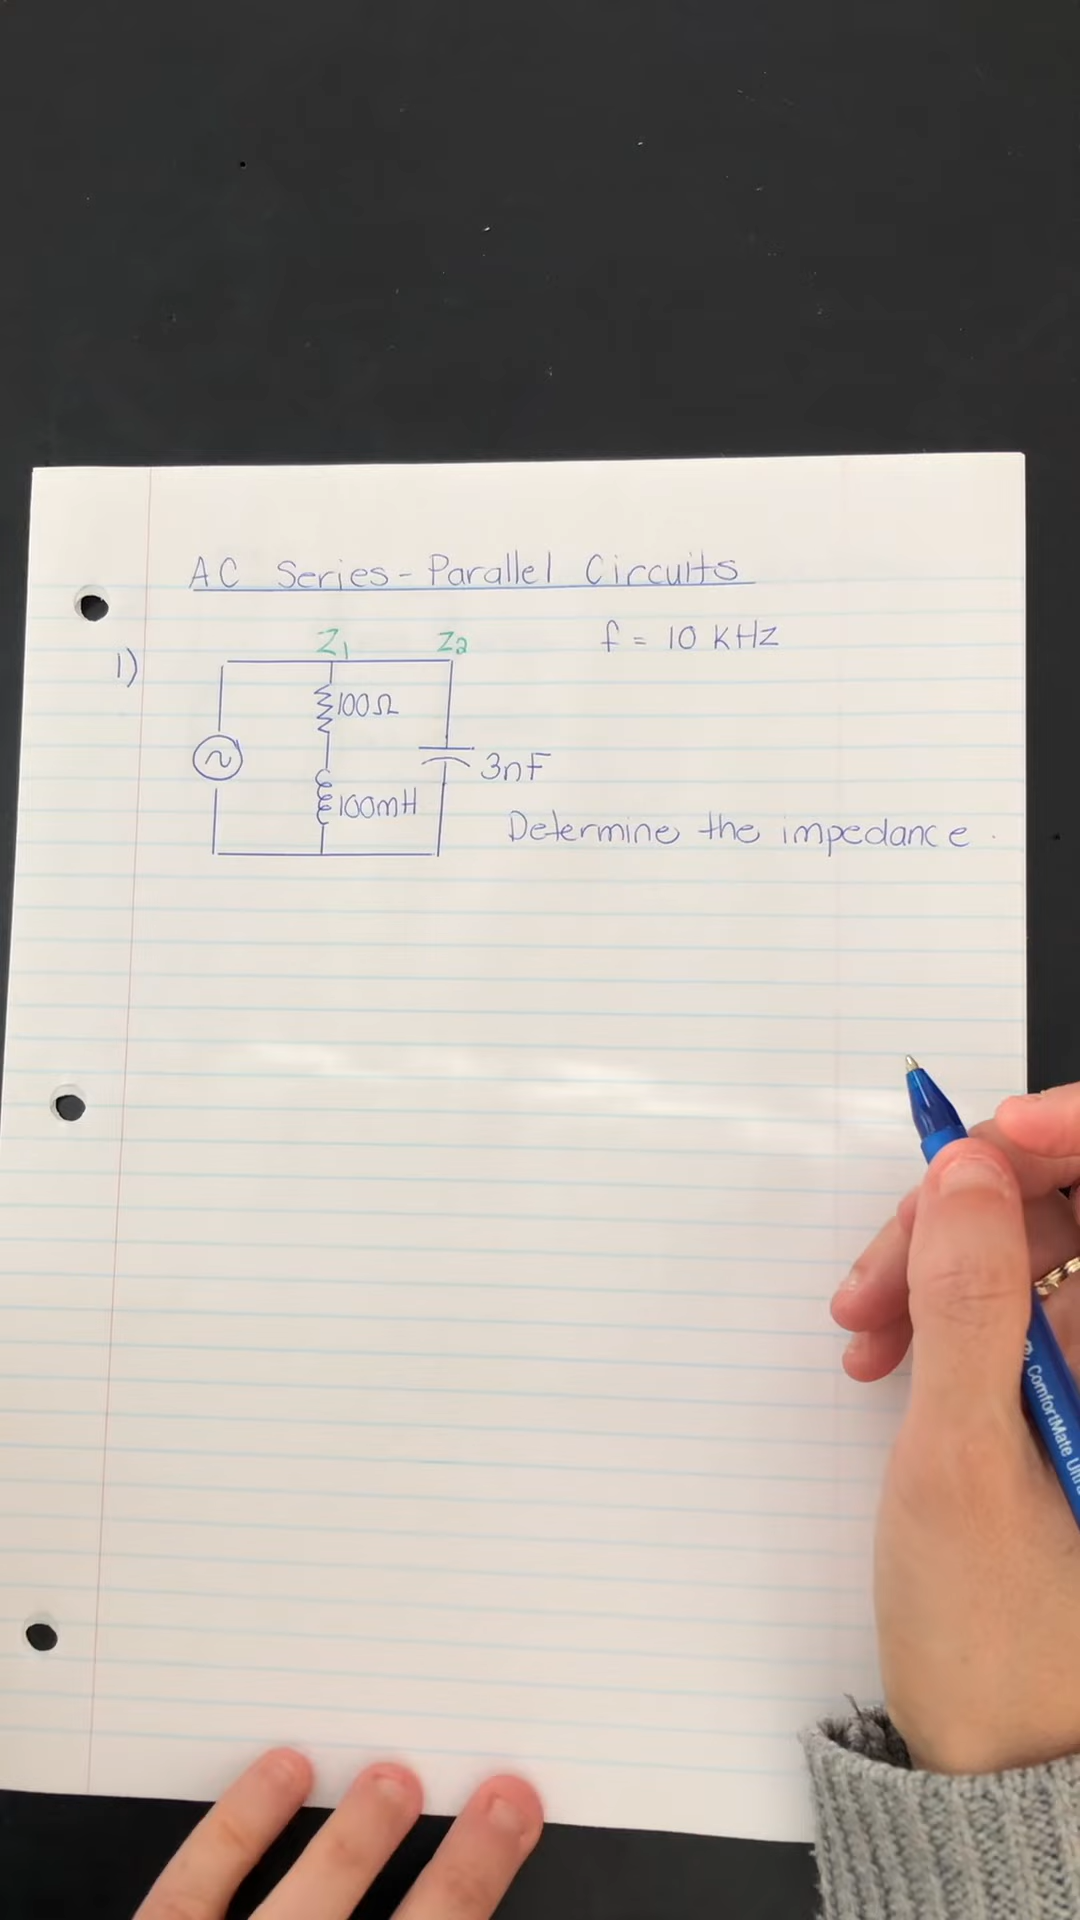 AC Series - Parallel Circuits
f = 10 KHz
1)
Z1
Z2
100Ω
3nF
100mH
Determine the impedance.
ComfortMate